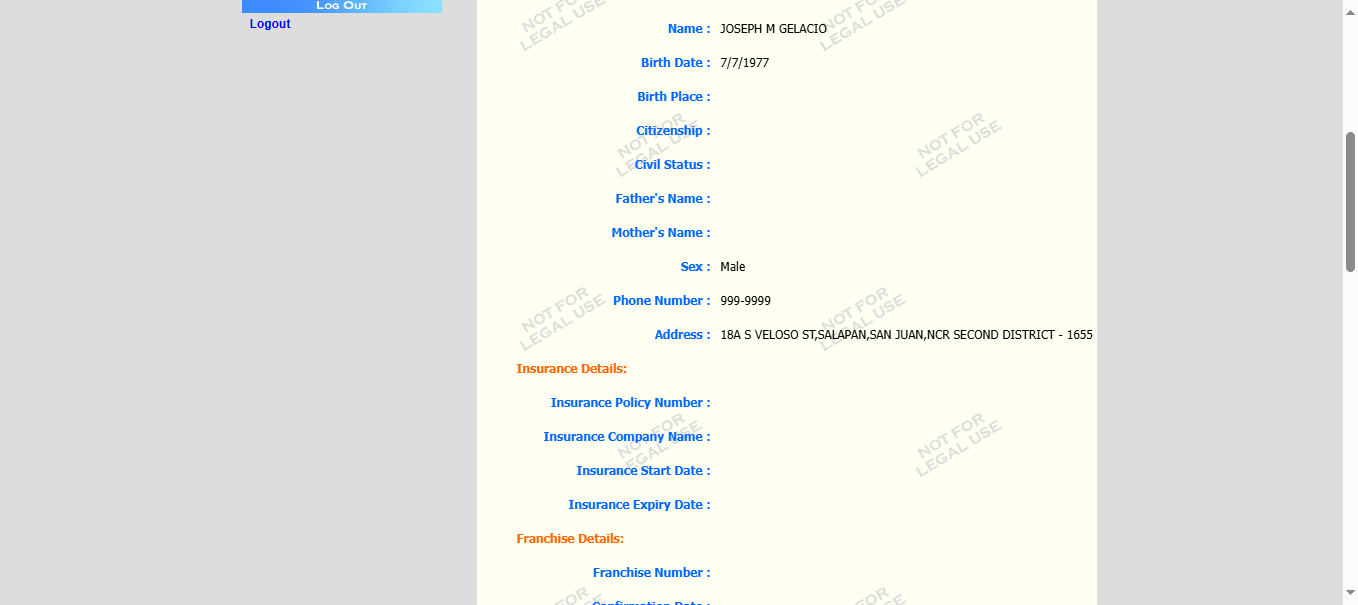 LOG OUT
Logout
NOT FOR LEGAL USE
NOT FOR LEGAL USE
Name : JOSEPH M GELACIO
Birth Date : 7/7/1977
Birth Place :
NOT FOR LEGAL USE
NOT FOR LEGAL USE
Citizenship :
Civil Status :
Father's Name :
Mother's Name :
Sex : Male
NOT FOR LEGAL USE
NOT FOR LEGAL USE
Phone Number : 999-9999
Address : 18A S VELOSO ST,SALAPAN,SAN JUAN,NCR SECOND DISTRICT - 1655
Insurance Details:
Insurance Policy Number :
NOT FOR LEGAL USE
NOT FOR LEGAL USE
Insurance Company Name :
Insurance Start Date :
Insurance Expiry Date :
Franchise Details:
Franchise Number :
Confirmation Date :